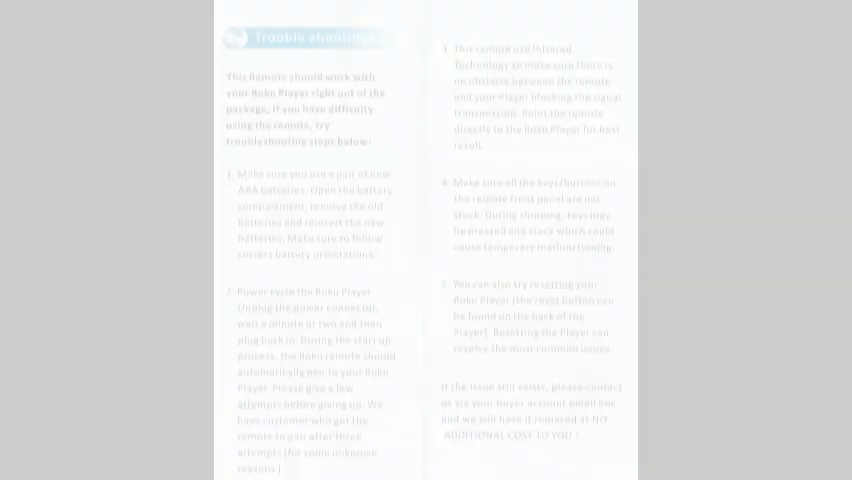 Trouble shootings
This Remote should work with
your Roku Player right out of the
package, if you have difficulty
using the remote, try
troubleshooting steps below:
1. Make sure you use a pair of new
AAA batteries. Open the battery
compartment, remove the old
batteries and reinsert the new
batteries. Make sure to follow
correct battery orientations.
2. Power cycle the Roku Player.
Unplug the power connector,
wait a minute or two and then
plug back in. During the start up
process, the Roku remote should
automatically pair to your Roku
Player. Please give a few
attempts before giving up. We
have customer who got the
remote to pair after three
attempts (for some unknown
reasons)
3. This remote use Infrared
Technology so make sure there is
no obstacle between the remote
and your Player blocking the signal
transmission. Point the remote
directly to the Roku Player for best
result.
4. Make sure all the keys/buttons on
the remote front panel are not
stuck. During shipping, keys may
be pressed and stuck which could
cause temporary malfunctioning.
5. You can also try resetting your
Roku Player (the reset button can
be found on the back of the
Player). Resetting the Player can
resolve the most common issues.
If the issue still exists, please contact
us via your buyer account email box
and we will have it replaced at NO
ADDITIONAL COST TO YOU !